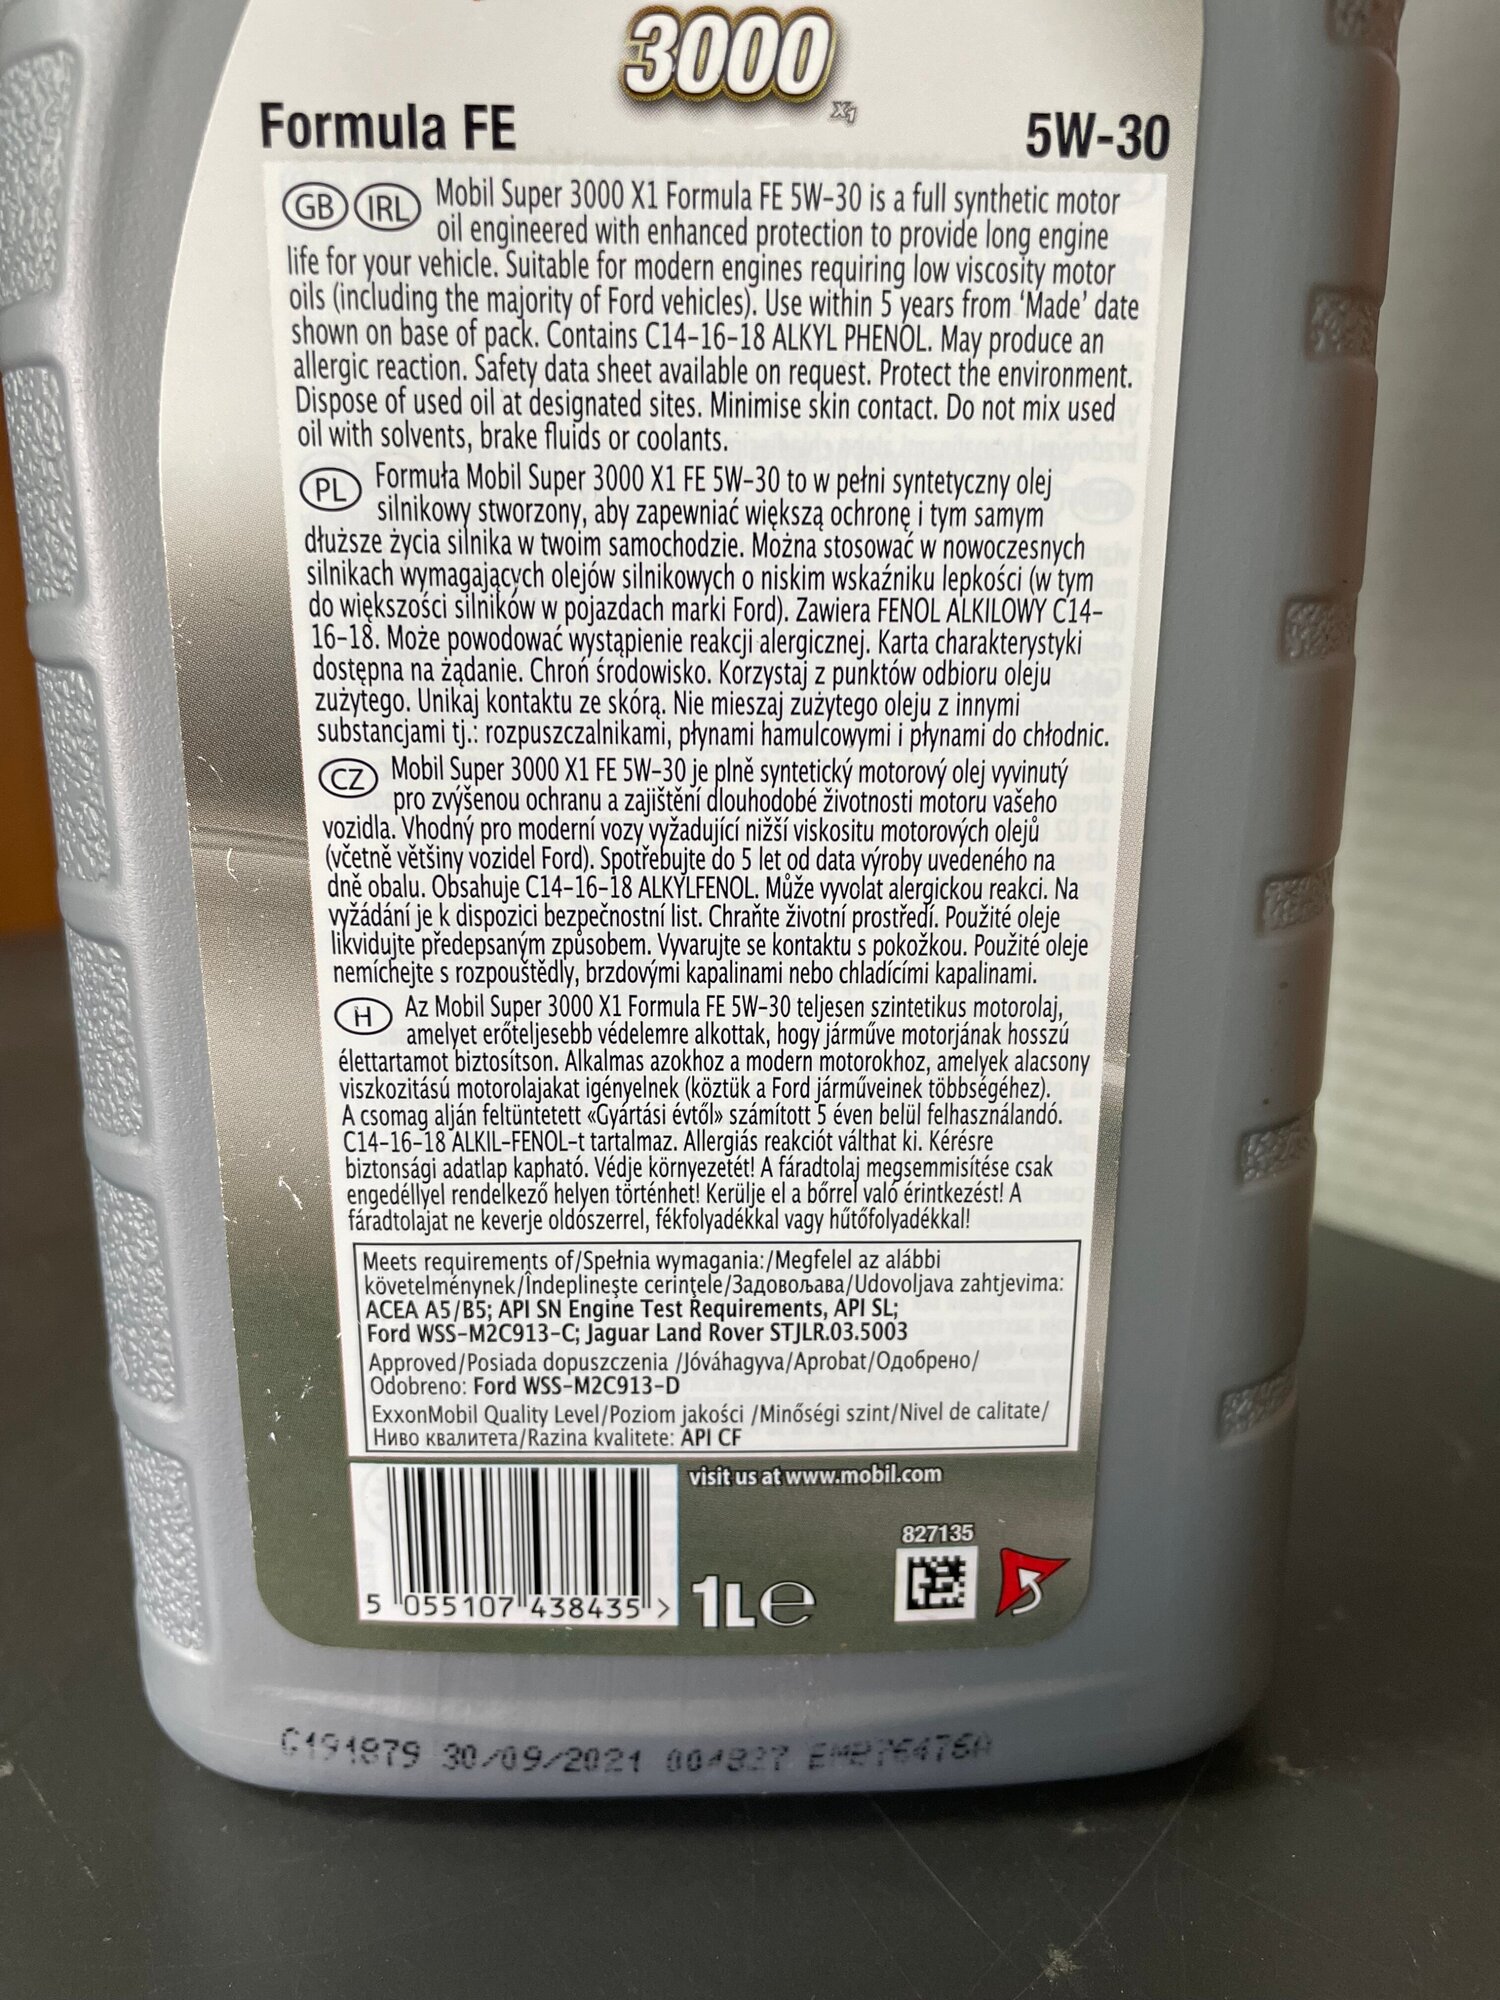 3000
X1
Formula FE
5W-30
GB IRL Mobil Super 3000 X1 Formula FE 5W-30 is a full synthetic motor
oil engineered with enhanced protection to provide long engine
life for your vehicle. Suitable for modern engines requiring low viscosity motor
oils (including the majority of Ford vehicles). Use within 5 years from ‘Made’ date
shown on base of pack. Contains C14-16-18 ALKYL PHENOL. May produce an
allergic reaction. Safety data sheet available on request. Protect the environment.
Dispose of used oil at designated sites. Minimise skin contact. Do not mix used
oil with solvents, brake fluids or coolants.
PL Formuła Mobil Super 3000 X1 FE 5W-30 to w pełni syntetyczny olej
silnikowy stworzony, aby zapewniać większą ochronę i tym samym
dłuższe życia silnika w twoim samochodzie. Można stosować w nowoczesnych
silnikach wymagających olejów silnikowych o niskim wskaźniku lepkości (w tym
do większości silników w pojazdach marki Ford). Zawiera FENOL ALKILOWY C14-
16-18. Może powodować wystąpienie reakcji alergicznej. Karta charakterystyki
dostępna na żądanie. Chroń środowisko. Korzystaj z punktów odbioru oleju
zużytego. Unikaj kontaktu ze skórą. Nie mieszaj zużytego oleju z innymi
substancjami tj.: rozpuszczalnikami, płynami hamulcowymi i płynami do chłodnic.
CZ Mobil Super 3000 X1 FE 5W-30 je plně syntetický motorový olej vyvinutý
pro zvýšenou ochranu a zajištění dlouhodobé životnosti motoru vašeho
vozidla. Vhodný pro moderní vozy vyžadující nižší viskositu motorových olejů
(včetně většiny vozidel Ford). Spotřebujte do 5 let od data výroby uvedeného na
dně obalu. Obsahuje C14-16-18 ALKYLFENOL. Může vyvolat alergickou reakci. Na
vyžádání je k dispozici bezpečnostní list. Chraňte životní prostředí. Použité oleje
likvidujte předepsaným způsobem. Vyvarujte se kontaktu s pokožkou. Použité oleje
nemíchejte s rozpouštědly, brzdovými kapalinami nebo chladícími kapalinami.
H Az Mobil Super 3000 X1 Formula FE 5W-30 teljesen szintetikus motorolaj,
amelyet erőteljesebb védelemre alkottak, hogy járműve motorjának hosszú
élettartamot biztosítson. Alkalmas azokhoz a modern motorokhoz, amelyek alacsony
viszkozitású motorolajakat igényelnek (köztük a Ford járműveinek többségéhez).
A csomag alján feltüntetett «Gyártási évtől» számított 5 éven belül felhasználandó.
C14-16-18 ALKIL-FENOL-t tartalmaz. Allergiás reakciót válthat ki. Kérésre
biztonsági adatlap kapható. Védje környezetét! A fáradtolaj megsemmisítése csak
engedéllyel rendelkező helyen történhet! Kerülje el a bőrrel való érintkezést! A
fáradtolajat ne keverje oldószerrel, fékfolyadékkal vagy hűtőfolyadékkal!
Meets requirements of/Spełnia wymagania:/Megfelel az alábbi
követelménynek/Îndeplineşte cerinţele/Задовољава/Udovoljava zahtjevima:
ACEA A5/B5; API SN Engine Test Requirements, API SL;
Ford WSS-M2C913-C; Jaguar Land Rover STJLR.03.5003
Approved/Posiada dopuszczenia /Jóváhagyva/Aprobat/Одобрено/
Odobreno: Ford WSS-M2C913-D
ExxonMobil Quality Level/Poziom jakości /Minőségi szint/Nivel de calitate/
Ниво квалитета/Razina kvalitete: API CF
visit us at www.mobil.com
827135
5 055107 438435 >
1L e
30/09/2021